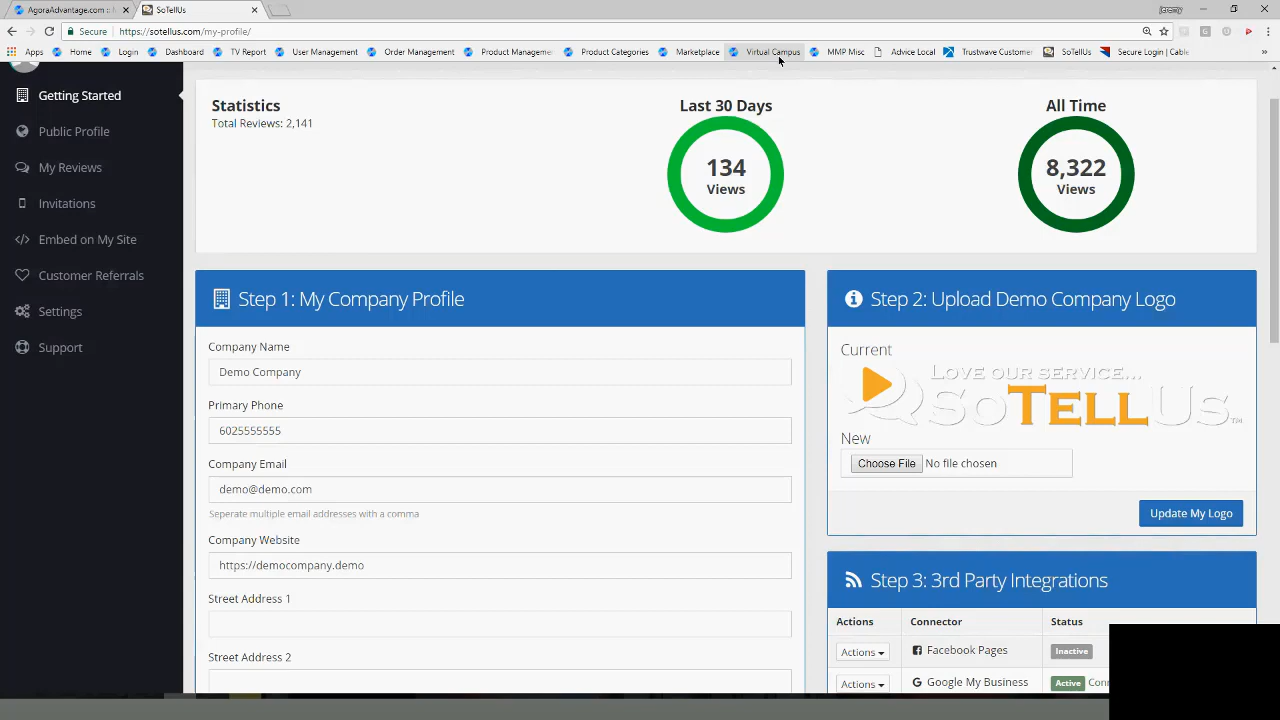 AgoraAdvantage.com ::
SoTellUs
Jeremy
Secure
https://sotellus.com/my-profile/
Apps Home Login Dashboard TV Report User Management Order Managem Product Manageme Product Categories Marketplace Virtual Campus MMP Misc Advice Local Trustwave Customer SoTellUs Secure Login | Cable
Getting Started
Public Profile
My Reviews
Invitations
Embed on My Site
Customer Referrals
Settings
Support
Statistics
Total Reviews: 2,141
Last 30 Days
134
Views
All Time
8,322
Views
Step 1: My Company Profile
Company Name
Demo Company
Primary Phone
6025555555
Company Email
demo@demo.com
Seperate multiple email addresses with a comma
Company Website
https://democompany.demo
Street Address 1
Street Address 2
Step 2: Upload Demo Company Logo
Current
LOVE OUR SERVICE...
SOTELLUS™
New
Choose File No file chosen
Update My Logo
Step 3: 3rd Party Integrations
Actions Connector Status
Actions Facebook Pages Inactive
Actions Google My Business Active Con